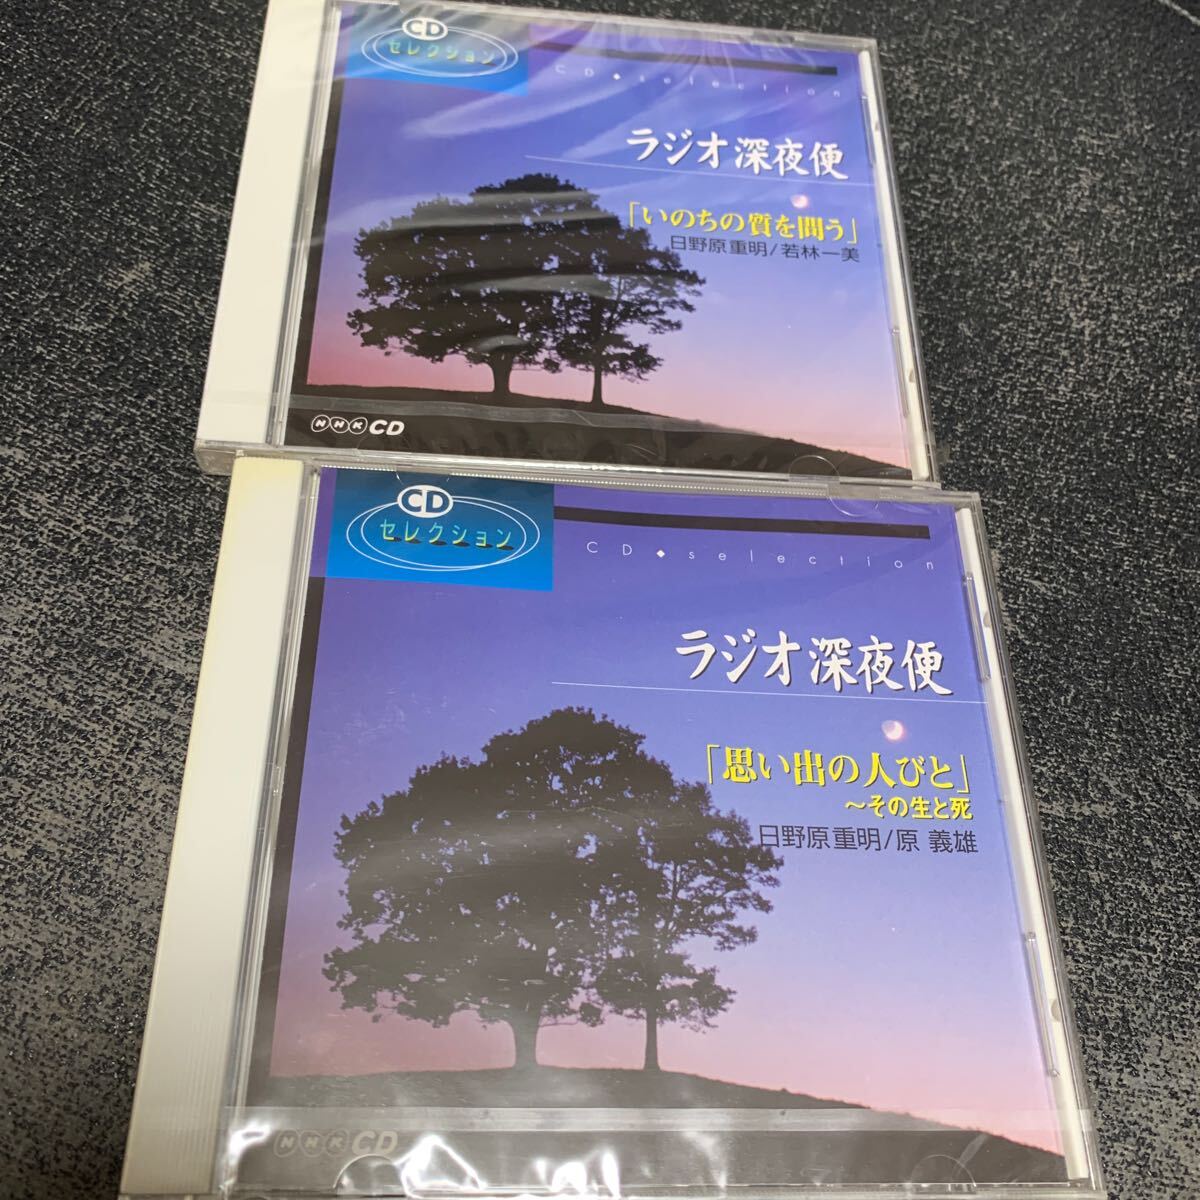 CD
セレクション
CD◆selection
ラジオ深夜便
「いのちの質を問う」
日野原重明/若林一美
NHK CD
CD
セレクション
CD◆selection
ラジオ深夜便
「思い出の人びと」
~その生と死
日野原重明/原 義雄
NHK CD